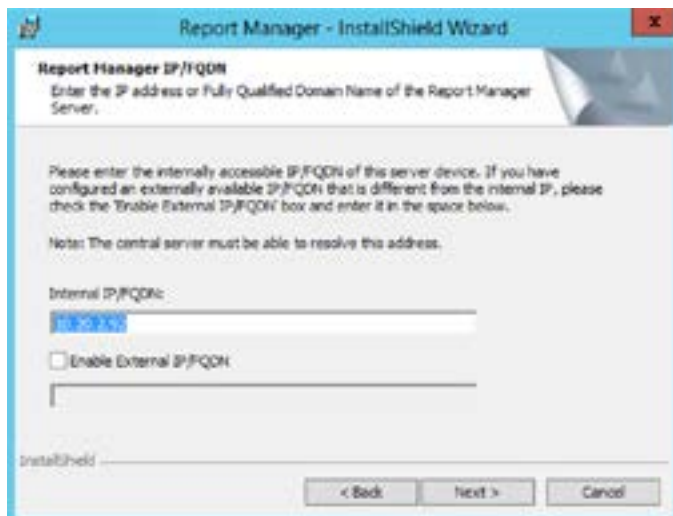 Report Manager - InstallShield Wizard
x
Report Manager IP/FQDN
Enter the IP address or Fully Qualified Domain Name of the Report Manager
Server.
Please enter the internally accessible IP/FQDN of this server device. If you have
configured an externally available IP/FQDN that is different from the internal IP, please
check the 'Enable External IP/FQDN' box and enter it in the space below.
Note: The central server must be able to resolve this address.
Internal IP/FQDN:
Enable External IP/FQDN
InstallShield
< Back
Next >
Cancel